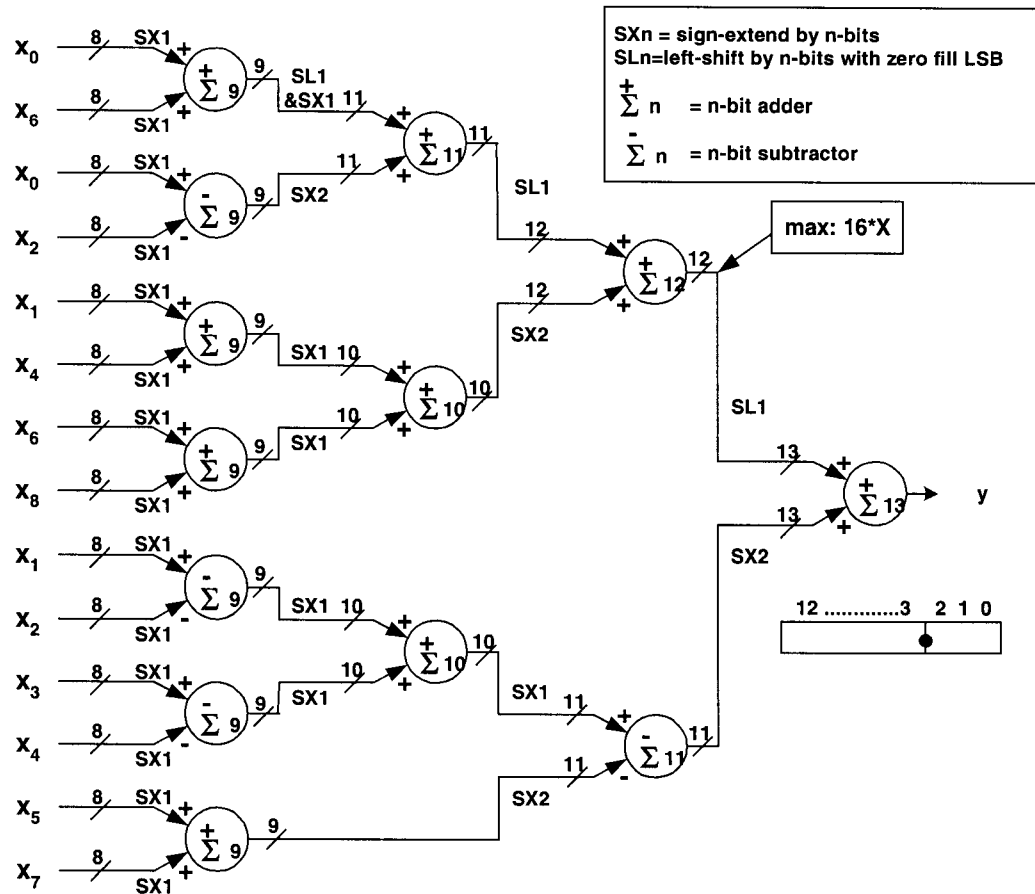 SXn = sign-extend by n-bits
SLn=left-shift by n-bits with zero fill LSB
+
Σ n = n-bit adder
-
Σ n = n-bit subtractor
X0 8 SX1 +
+
Σ 9 9 SL1
&SX1 11 +
X6 8 SX1 +
+
Σ 11 11
X0 8 SX1 +
-
Σ 9 9 SX2 11 +
X2 8 SX1 -
SL1
12 +
max: 16*X
+
Σ 12 12
X1 8 SX1 +
+
Σ 9 9 SX1 10 +
X4 8 SX1 +
12 +
SX2
+
Σ 10 10
X6 8 SX1 +
+
Σ 9 9 SX1 10 +
X8 8 SX1 +
SL1
13 +
+
Σ 13 y
13 +
SX2
X1 8 SX1 +
-
Σ 9 9 SX1 10 +
X2 8 SX1 -
12 ............3 2 1 0
+
Σ 10 10
X3 8 SX1 +
-
Σ 9 9 SX1 10 +
X4 8 SX1 -
SX1 11 +
-
Σ 11 11
X5 8 SX1 +
+
Σ 9 9 SX2 11 -
X7 8 SX1 +